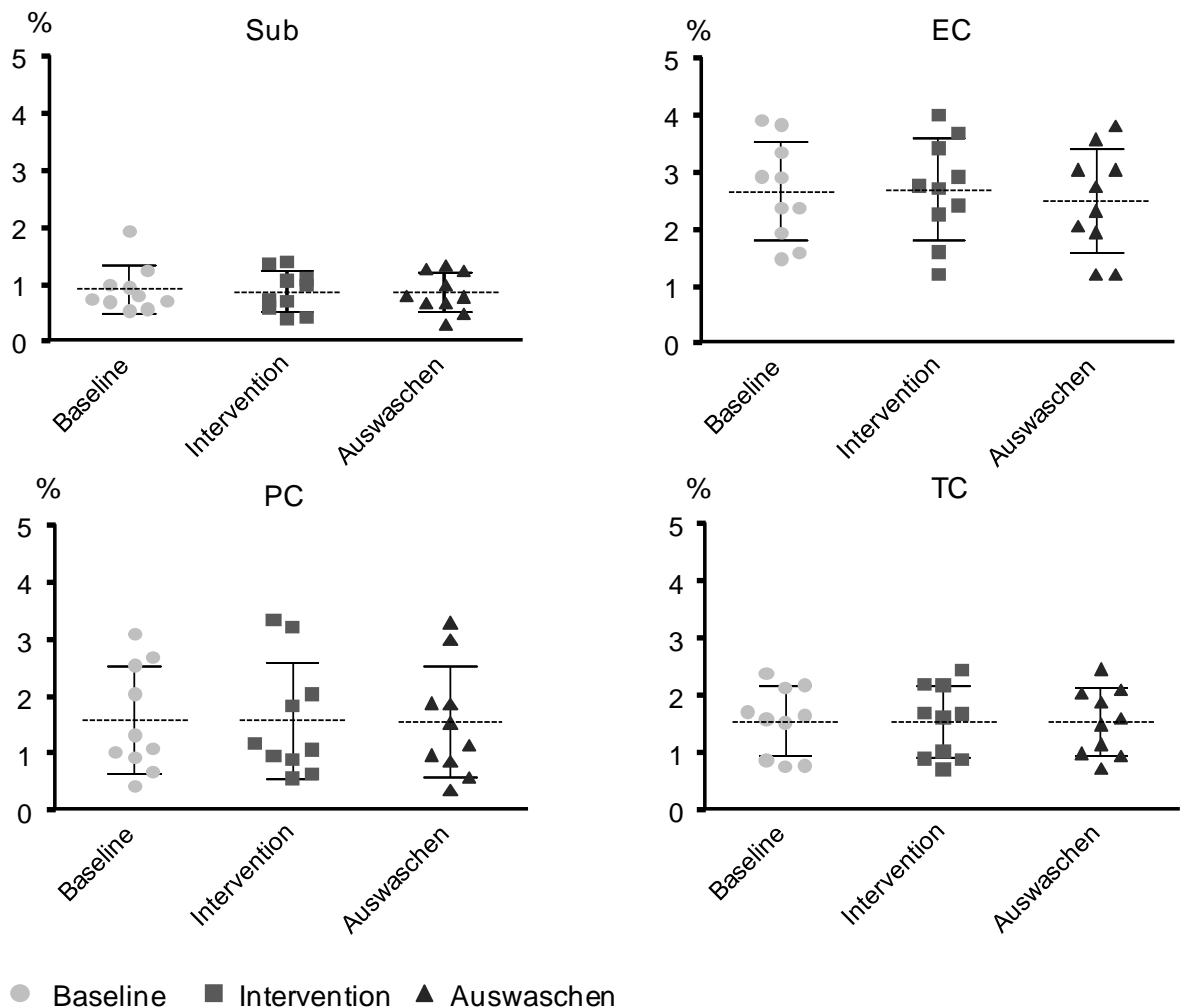 Sub
%
5
4
3
2
1
0
Baseline
Intervention
Auswaschen
EC
%
5
4
3
2
1
0
Baseline
Intervention
Auswaschen
PC
%
5
4
3
2
1
0
Baseline
Intervention
Auswaschen
TC
%
5
4
3
2
1
0
Baseline
Intervention
Auswaschen
Baseline Intervention Auswaschen